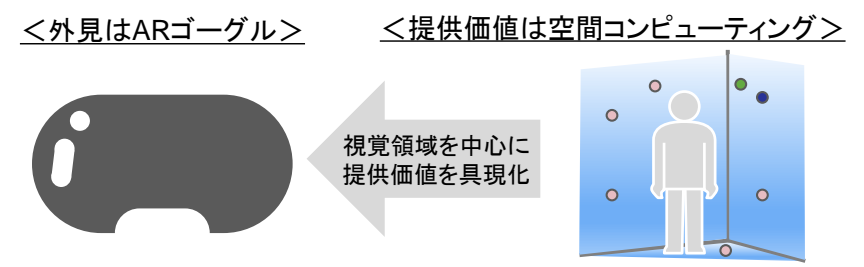 ＜外見はARゴーグル＞
＜提供価値は空間コンピューティング＞
視覚領域を中心に
提供価値を具現化